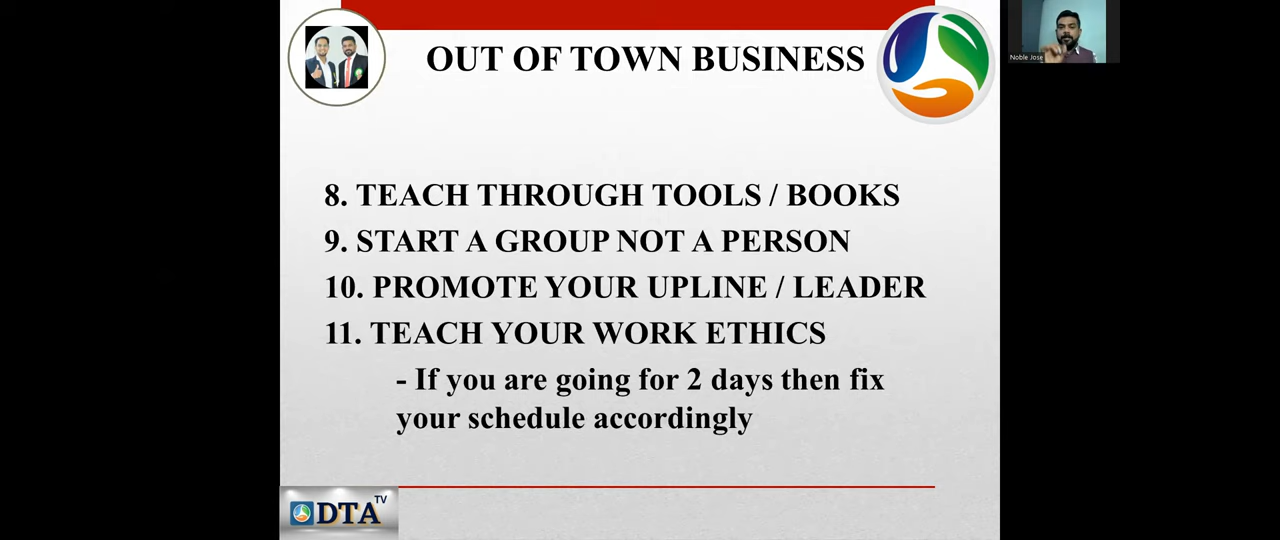 OUT OF TOWN BUSINESS
Noble Jose
8. TEACH THROUGH TOOLS / BOOKS
9. START A GROUP NOT A PERSON
10. PROMOTE YOUR UPLINE / LEADER
11. TEACH YOUR WORK ETHICS
- If you are going for 2 days then fix
your schedule accordingly
DTA TV